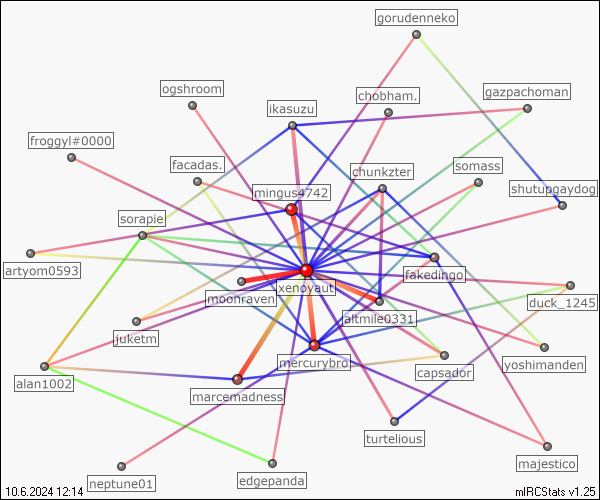 gorudenneko
ogshroom
chobham.
gazpachoman
ikasuzu
froggyl#0000
facadas.
chunkzter
somass
mingus4742
shutupgaydog
sorapie
artyom0593
fakedingo
moonraven
xenoyaut
duck_1245
altmile0331
juketm
mercurybro.
yoshimanden
alan1002
capsador
marcemadness
turtelious
majestico
neptune01
edgepanda
10.6.2024 12:14
mIRCStats v1.25